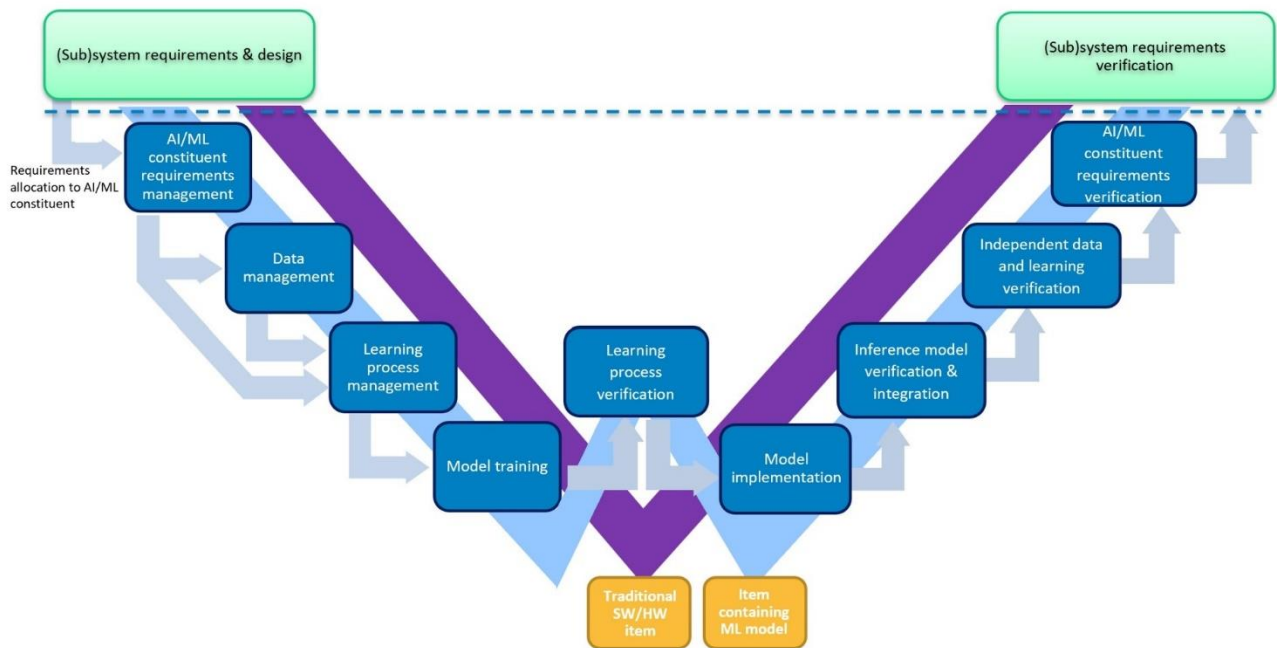 (Sub)system requirements & design
(Sub)system requirements
verification
AI/ML
constituent
requirements
management
AI/ML
constituent
requirements
verification
Requirements
allocation to AI/ML
constituent
Data
management
Independent data
and learning
verification
Learning
process
management
Learning
process
verification
Inference model
verification &
integration
Model training
Model
implementation
Traditional
SW/HW
item
Item
containing
ML model